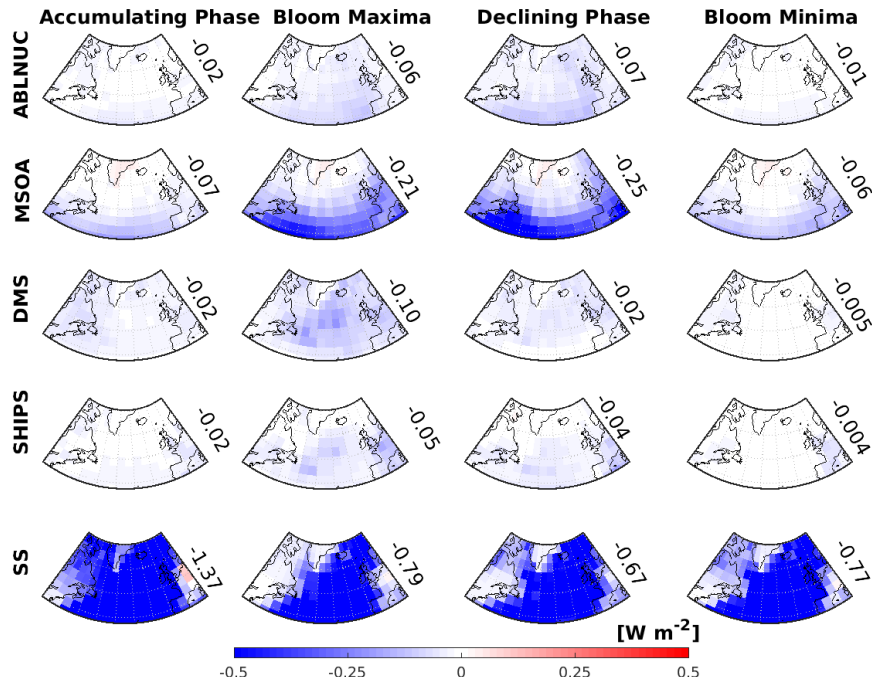 Accumulating Phase Bloom Maxima Declining Phase Bloom Minima
ABLNUC -0.02 -0.06 -0.07 -0.01
MSOA -0.07 -0.21 -0.25 -0.06
DMS -0.02 -0.10 -0.02 -0.005
SHIPS -0.02 -0.05 -0.04 -0.004
SS -1.37 -0.79 -0.67 -0.77
[W m⁻²]
-0.5 -0.25 0 0.25 0.5